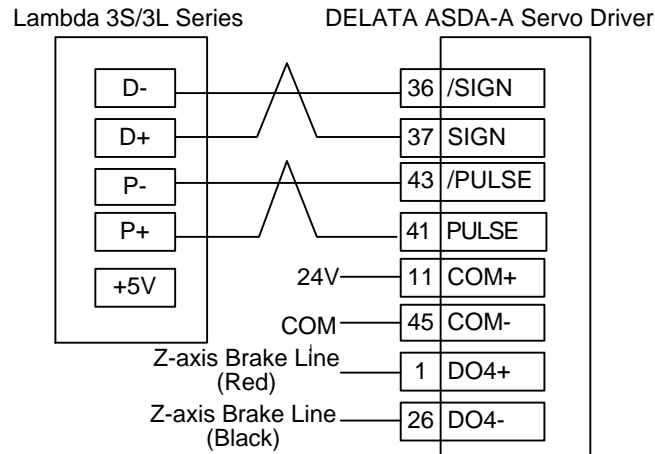 Lambda 3S/3L Series
DELATA ASDA-A Servo Driver
D-
36 /SIGN
D+
37 SIGN
P-
43 /PULSE
P+
41 PULSE
+5V
24V
11 COM+
COM
45 COM-
Z-axis Brake Line
(Red)
1 DO4+
Z-axis Brake Line
(Black)
26 DO4-